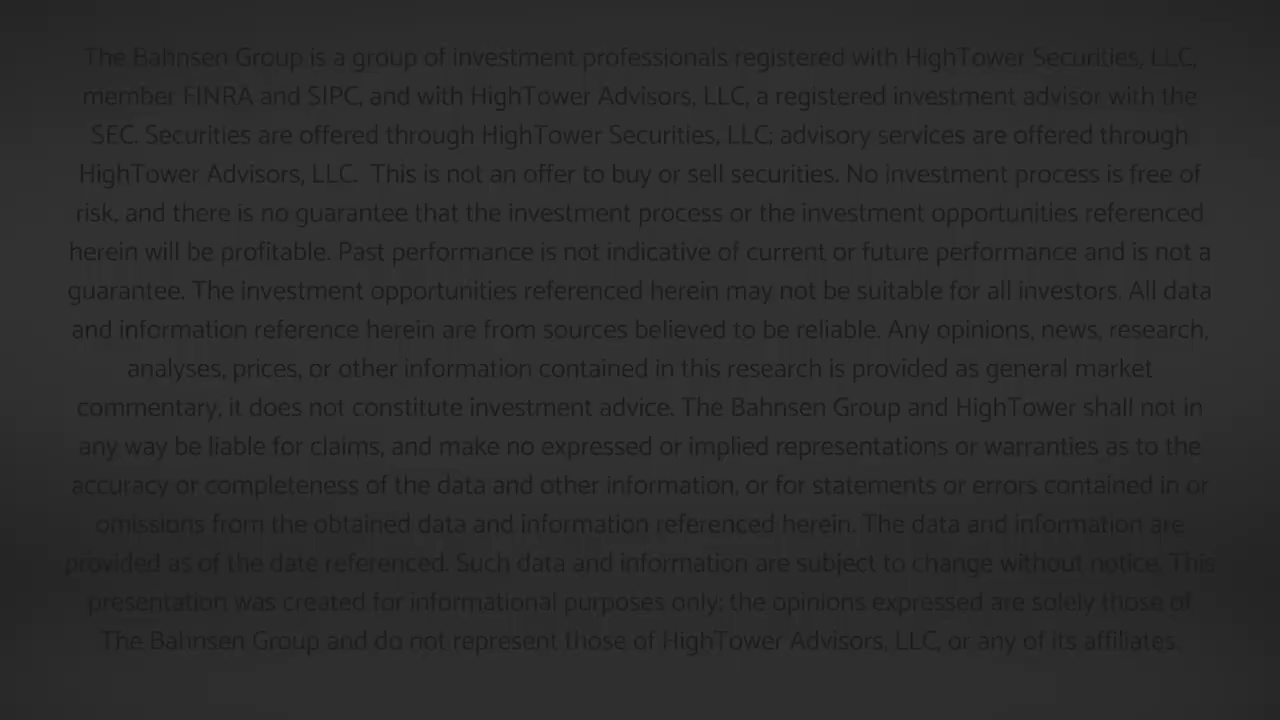 The Bahnsen Group is a group of investment professionals registered with HighTower Securities, LLC,
member FINRA and SIPC, and with HighTower Advisors, LLC, a registered investment advisor with the
SEC. Securities are offered through HighTower Securities, LLC; advisory services are offered through
HighTower Advisors, LLC. This is not an offer to buy or sell securities. No investment process is free of
risk, and there is no guarantee that the investment process or the investment opportunities referenced
herein will be profitable. Past performance is not indicative of current or future performance and is not a
guarantee. The investment opportunities referenced herein may not be suitable for all investors. All data
and information reference herein are from sources believed to be reliable. Any opinions, news, research,
analyses, prices, or other information contained in this research is provided as general market
commentary, it does not constitute investment advice. The Bahnsen Group and HighTower shall not in
any way be liable for claims, and make no expressed or implied representations or warranties as to the
accuracy or completeness of the data and other information, or for statements or errors contained in or
omissions from the obtained data and information referenced herein. The data and information are
provided as of the date referenced. Such data and information are subject to change without notice. This
presentation was created for informational purposes only; the opinions expressed are solely those of
The Bahnsen Group and do not represent those of HighTower Advisors, LLC, or any of its affiliates.